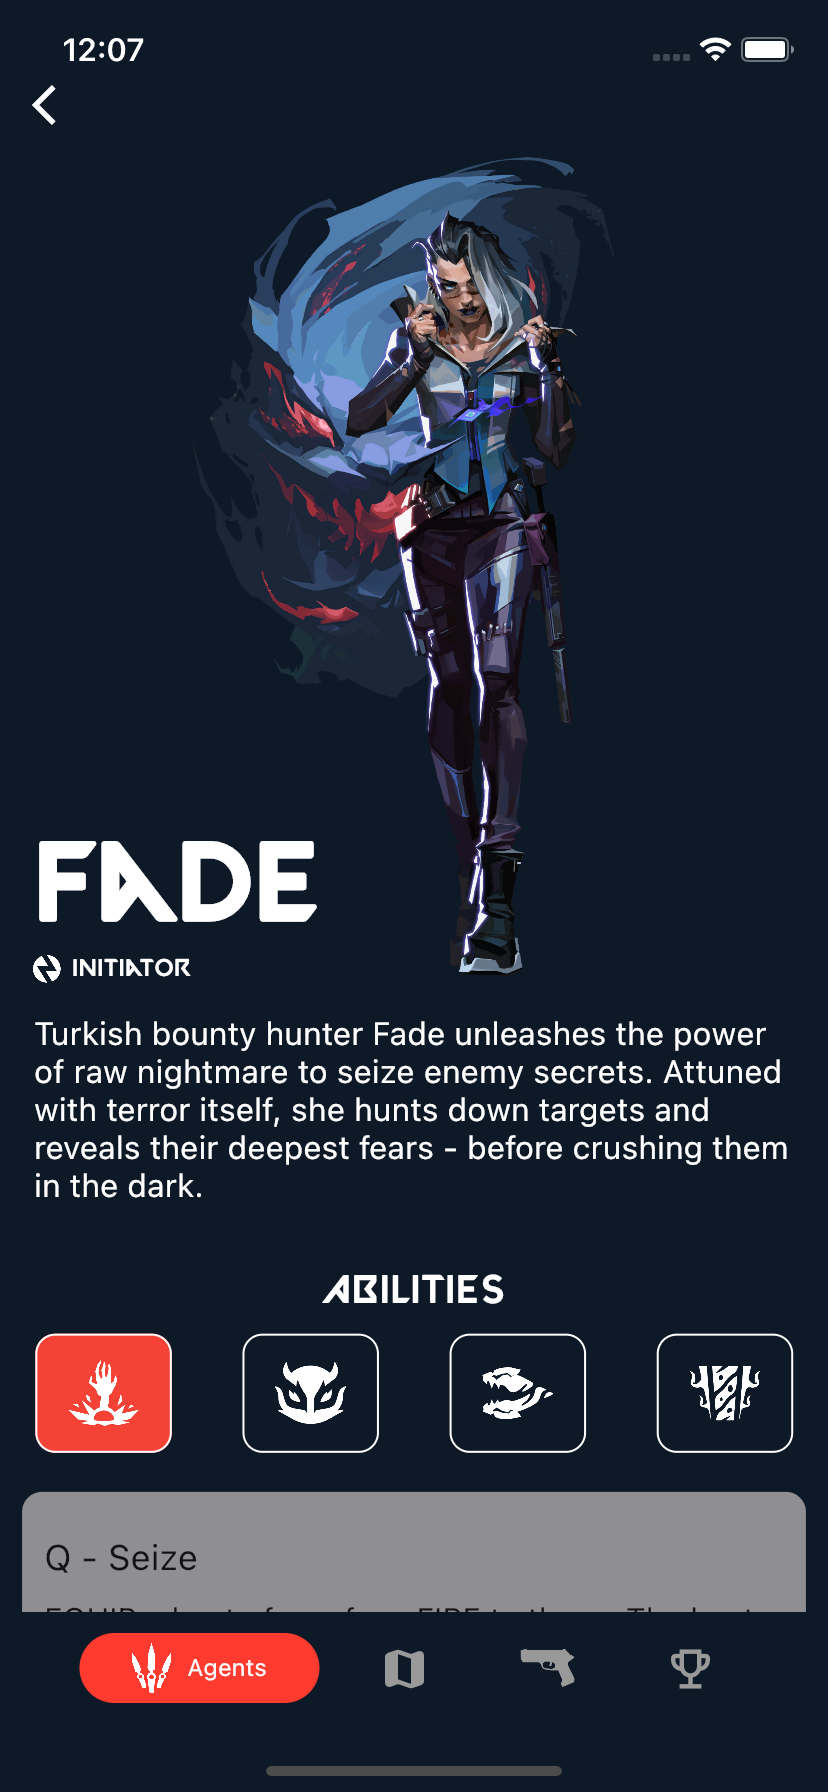 12:07
FADE
INITIATOR
Turkish bounty hunter Fade unleashes the power
of raw nightmare to seize enemy secrets. Attuned
with terror itself, she hunts down targets and
reveals their deepest fears - before crushing them
in the dark.
ABILITIES
Q - Seize
Agents